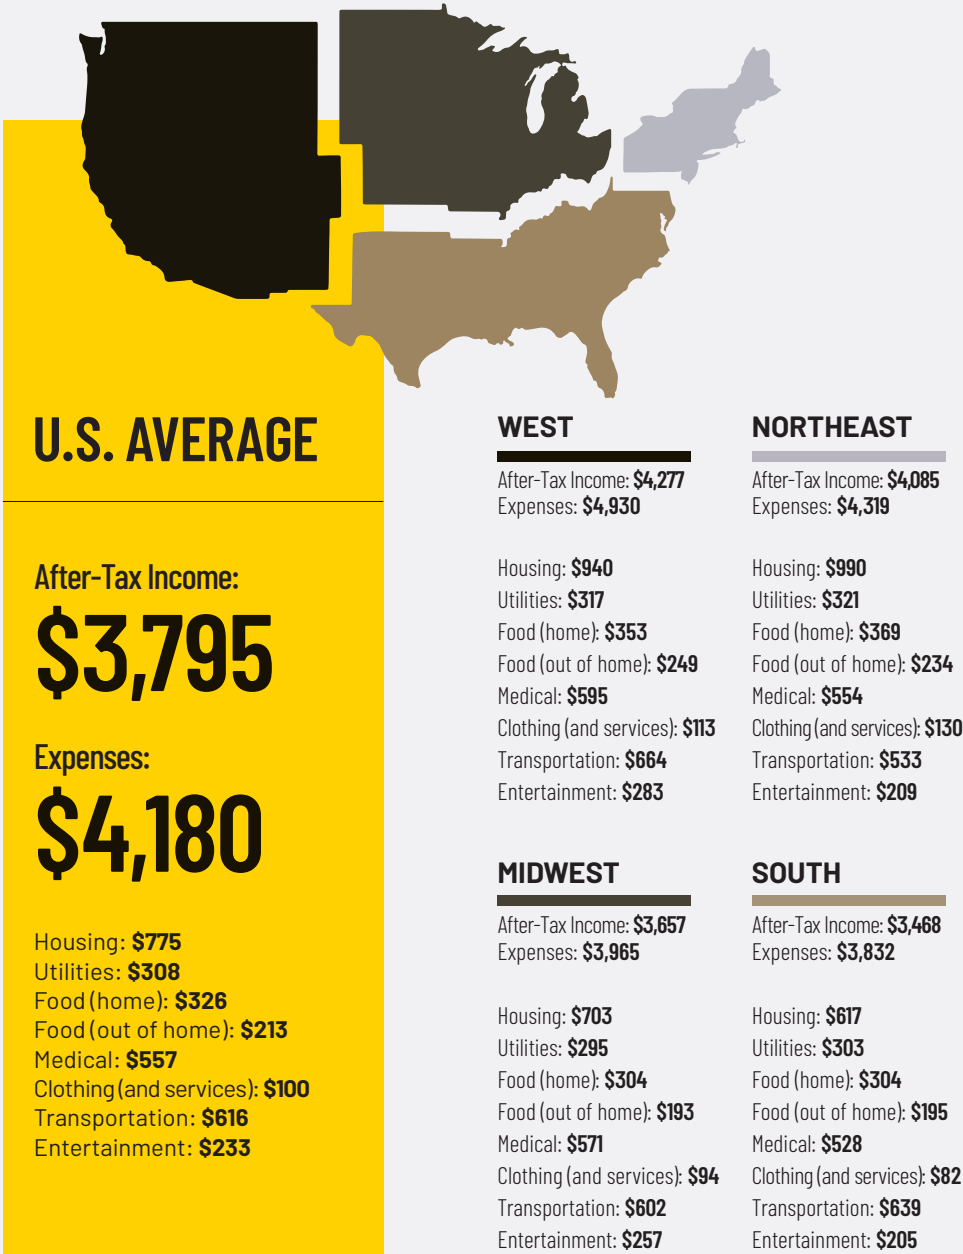 U.S. AVERAGE
After-Tax Income:
$3,795
Expenses:
$4,180
Housing: $775
Utilities: $308
Food (home): $326
Food (out of home): $213
Medical: $557
Clothing (and services): $100
Transportation: $616
Entertainment: $233
WEST
After-Tax Income: $4,277
Expenses: $4,930
Housing: $940
Utilities: $317
Food (home): $353
Food (out of home): $249
Medical: $595
Clothing (and services): $113
Transportation: $664
Entertainment: $283
NORTHEAST
After-Tax Income: $4,085
Expenses: $4,319
Housing: $990
Utilities: $321
Food (home): $369
Food (out of home): $234
Medical: $554
Clothing (and services): $130
Transportation: $533
Entertainment: $209
MIDWEST
After-Tax Income: $3,657
Expenses: $3,965
Housing: $703
Utilities: $295
Food (home): $304
Food (out of home): $193
Medical: $571
Clothing (and services): $94
Transportation: $602
Entertainment: $257
SOUTH
After-Tax Income: $3,468
Expenses: $3,832
Housing: $617
Utilities: $303
Food (home): $304
Food (out of home): $195
Medical: $528
Clothing (and services): $82
Transportation: $639
Entertainment: $205